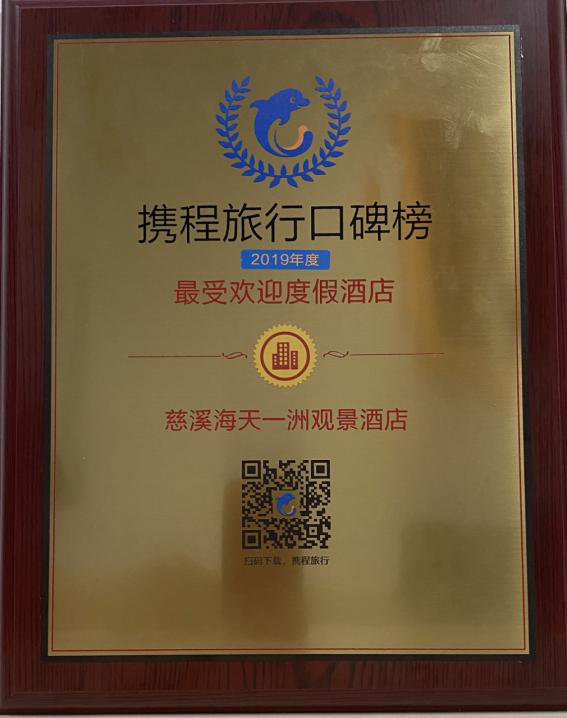 携程旅行口碑榜
2019年度
最受欢迎度假酒店
慈溪海天一洲观景酒店
扫码下载，携程旅行